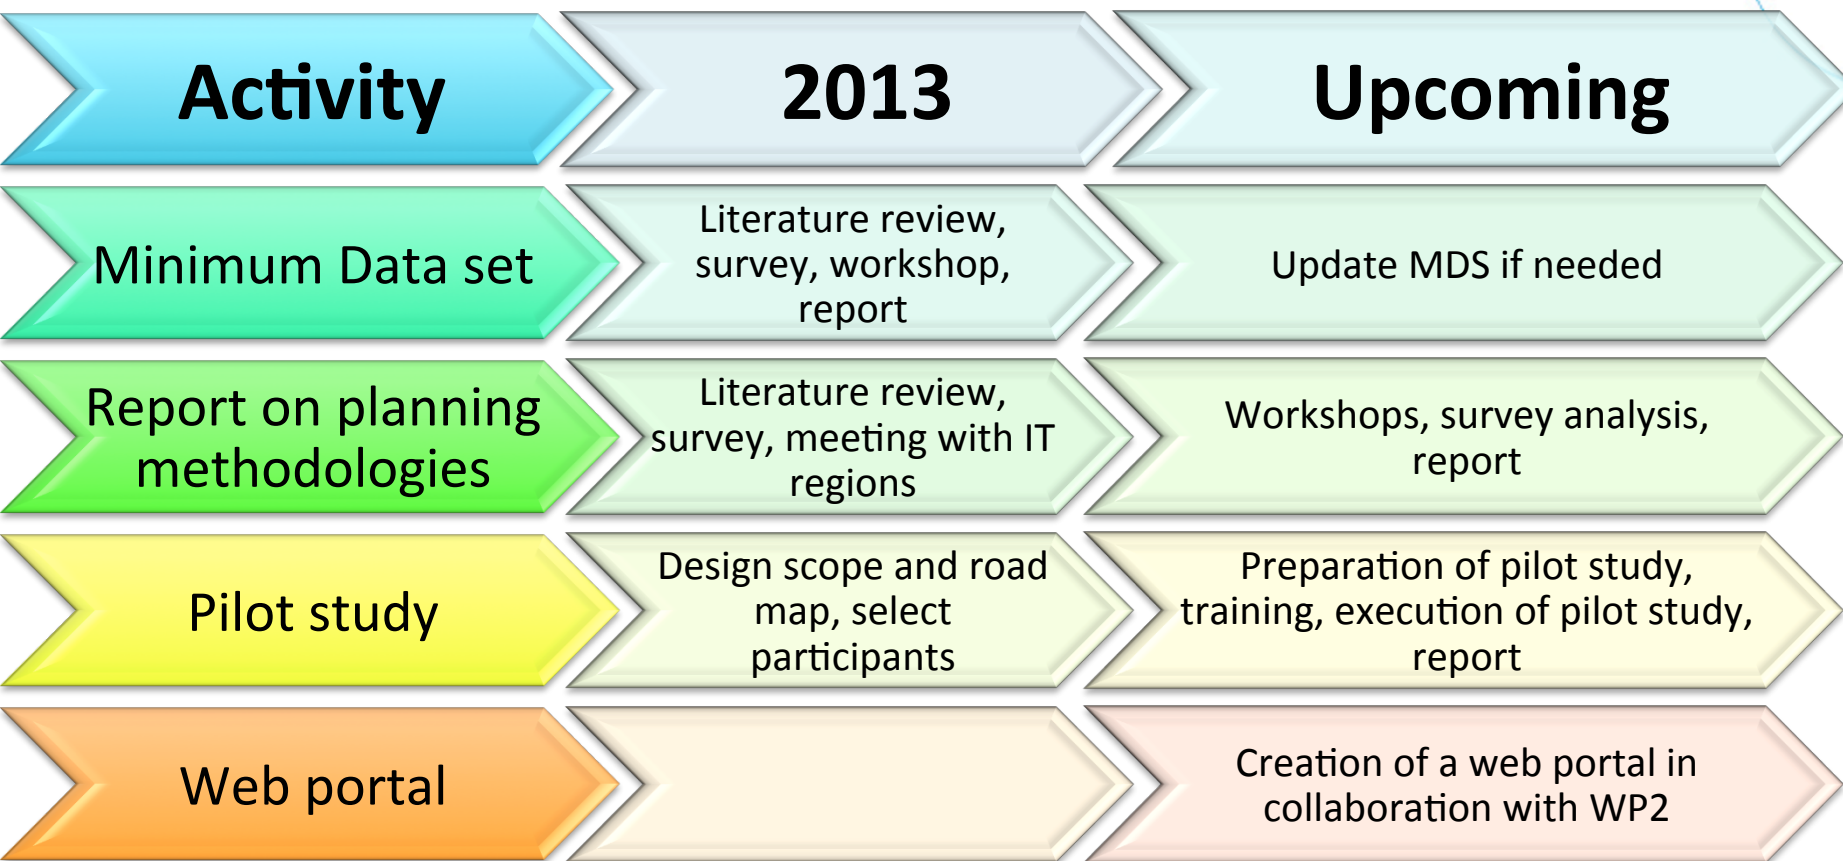 Activity
2013
Upcoming
Minimum Data set
Literature review,
survey, workshop,
report
Update MDS if needed
Report on planning
methodologies
Literature review,
survey, meeting with IT
regions
Workshops, survey analysis,
report
Pilot study
Design scope and road
map, select
participants
Preparation of pilot study,
training, execution of pilot study,
report
Web portal
Creation of a web portal in
collaboration with WP2